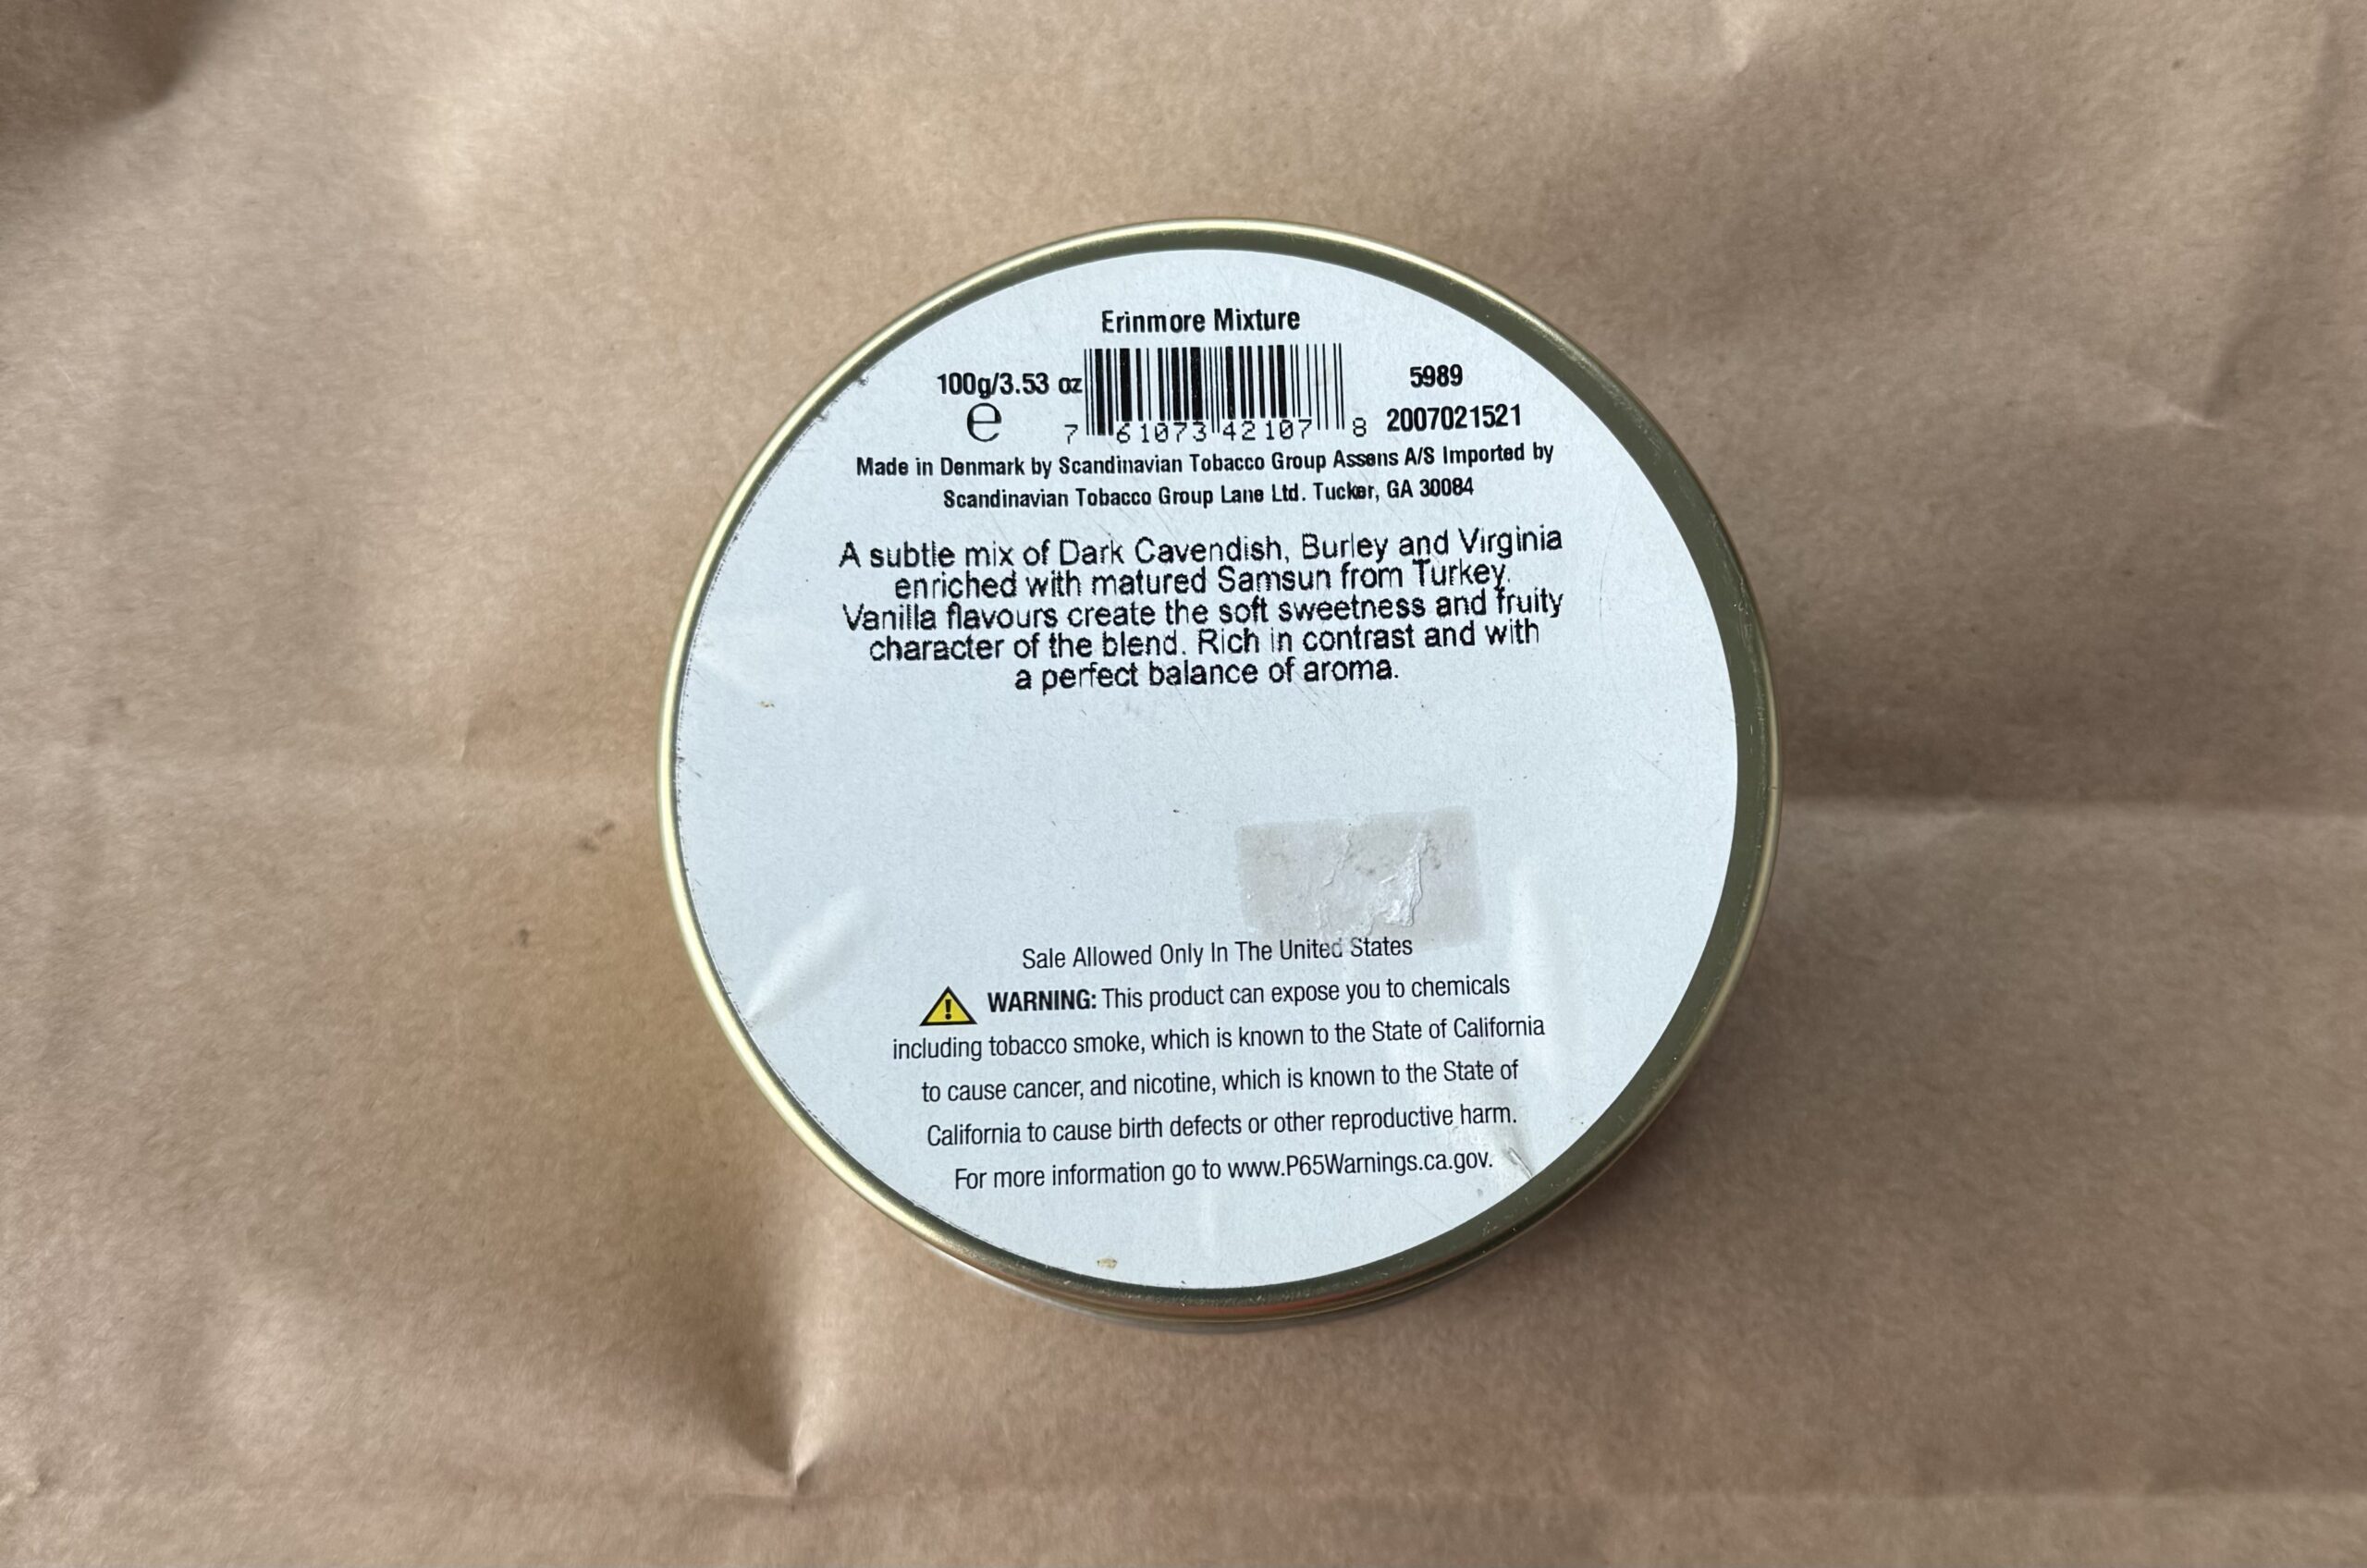 Erinmore Mixture
100g/3.53 oz
e
7 61073 42107 8
5989
2007021521
Made in Denmark by Scandinavian Tobacco Group Assens A/S Imported by
Scandinavian Tobacco Group Lane Ltd. Tucker, GA 30084
A subtle mix of Dark Cavendish, Burley and Virginia
enriched with matured Samsun from Turkey.
Vanilla flavours create the soft sweetness and fruity
character of the blend. Rich in contrast and with
a perfect balance of aroma.
Sale Allowed Only In The United States
WARNING: This product can expose you to chemicals
including tobacco smoke, which is known to the State of California
to cause cancer, and nicotine, which is known to the State of
California to cause birth defects or other reproductive harm.
For more information go to www.P65Warnings.ca.gov.